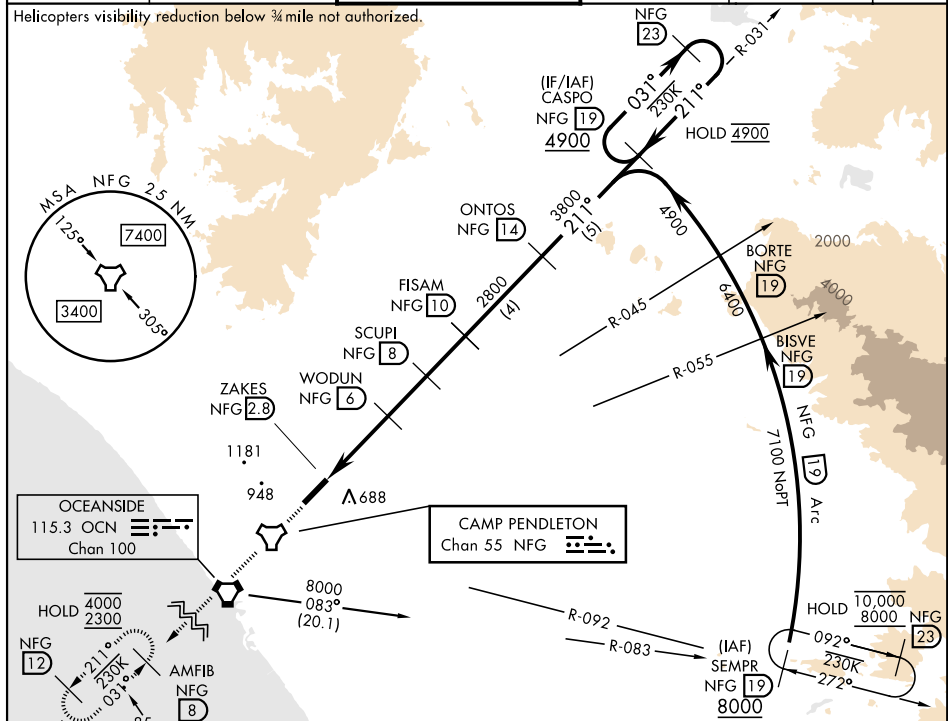 Helicopters visibility reduction below ¾ mile not authorized.
NFG
23
R-031
(IF/IAF)
CASPO
NFG 19
4900
031°
230K
211°
HOLD 4900
MSA NFG 25 NM
125°
7400
3400
305°
ONTOS
NFG 14
3800
211°
(5)
4900
FISAM
NFG 10
2800
(4)
BORTE
NFG
19
2000
4000
R-045
6400
SCUPI
NFG 8
BISVE
NFG
19
R-055
WODUN
NFG 6
ZAKES
NFG 2.8
NFG 19 Arc
7100 NoPT
1181
948
688
OCEANSIDE
115.3 OCN
Chan 100
CAMP PENDLETON
Chan 55 NFG
8000
083°
(20.1)
HOLD 4000
2300
NFG
12
211°
230K
031°
AMFIB
NFG
8
R-092
R-083
(IAF)
SEMPR
NFG 19
8000
HOLD 10,000
8000
NFG
23
092°
230K
272°